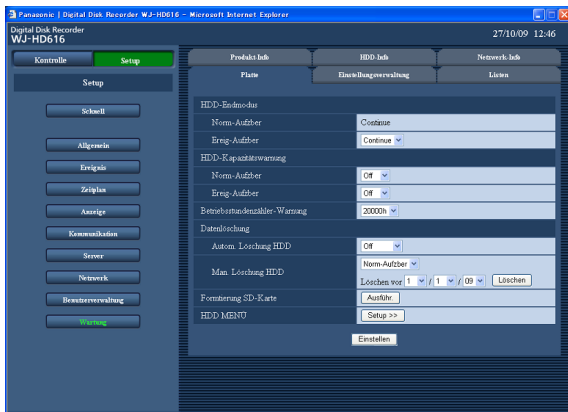 Panasonic | Digital Disk Recorder WJ-HD616 - Microsoft Internet Explorer
Digital Disk Recorder
WJ-HD616
27/10/09 12:46
Kontrolle
Setup
Setup
Schnell
Allgemein
Ereignis
Zeitplan
Anzeige
Kommunikation
Server
Netzwerk
Benutzerverwaltung
Wartung
Produkt-Info
HDD-Info
Netzwerk-Info
Platte
Einstellungsverwaltung
Listen
HDD-Endmodus
Norm-Aufzber Continue
Ereig-Aufzber Continue
HDD-Kapazitätswarnung
Norm-Aufzber Off
Ereig-Aufzber Off
Betriebsstundenzähler-Warnung 20000h
Datenlöschung
Autom. Löschung HDD Off
Man. Löschung HDD Norm-Aufzber
Löschen vor 1 / 1 / 09 Löschen
Formtierung SD-Karte Ausführ.
HDD MENÜ Setup >>
Einstellen